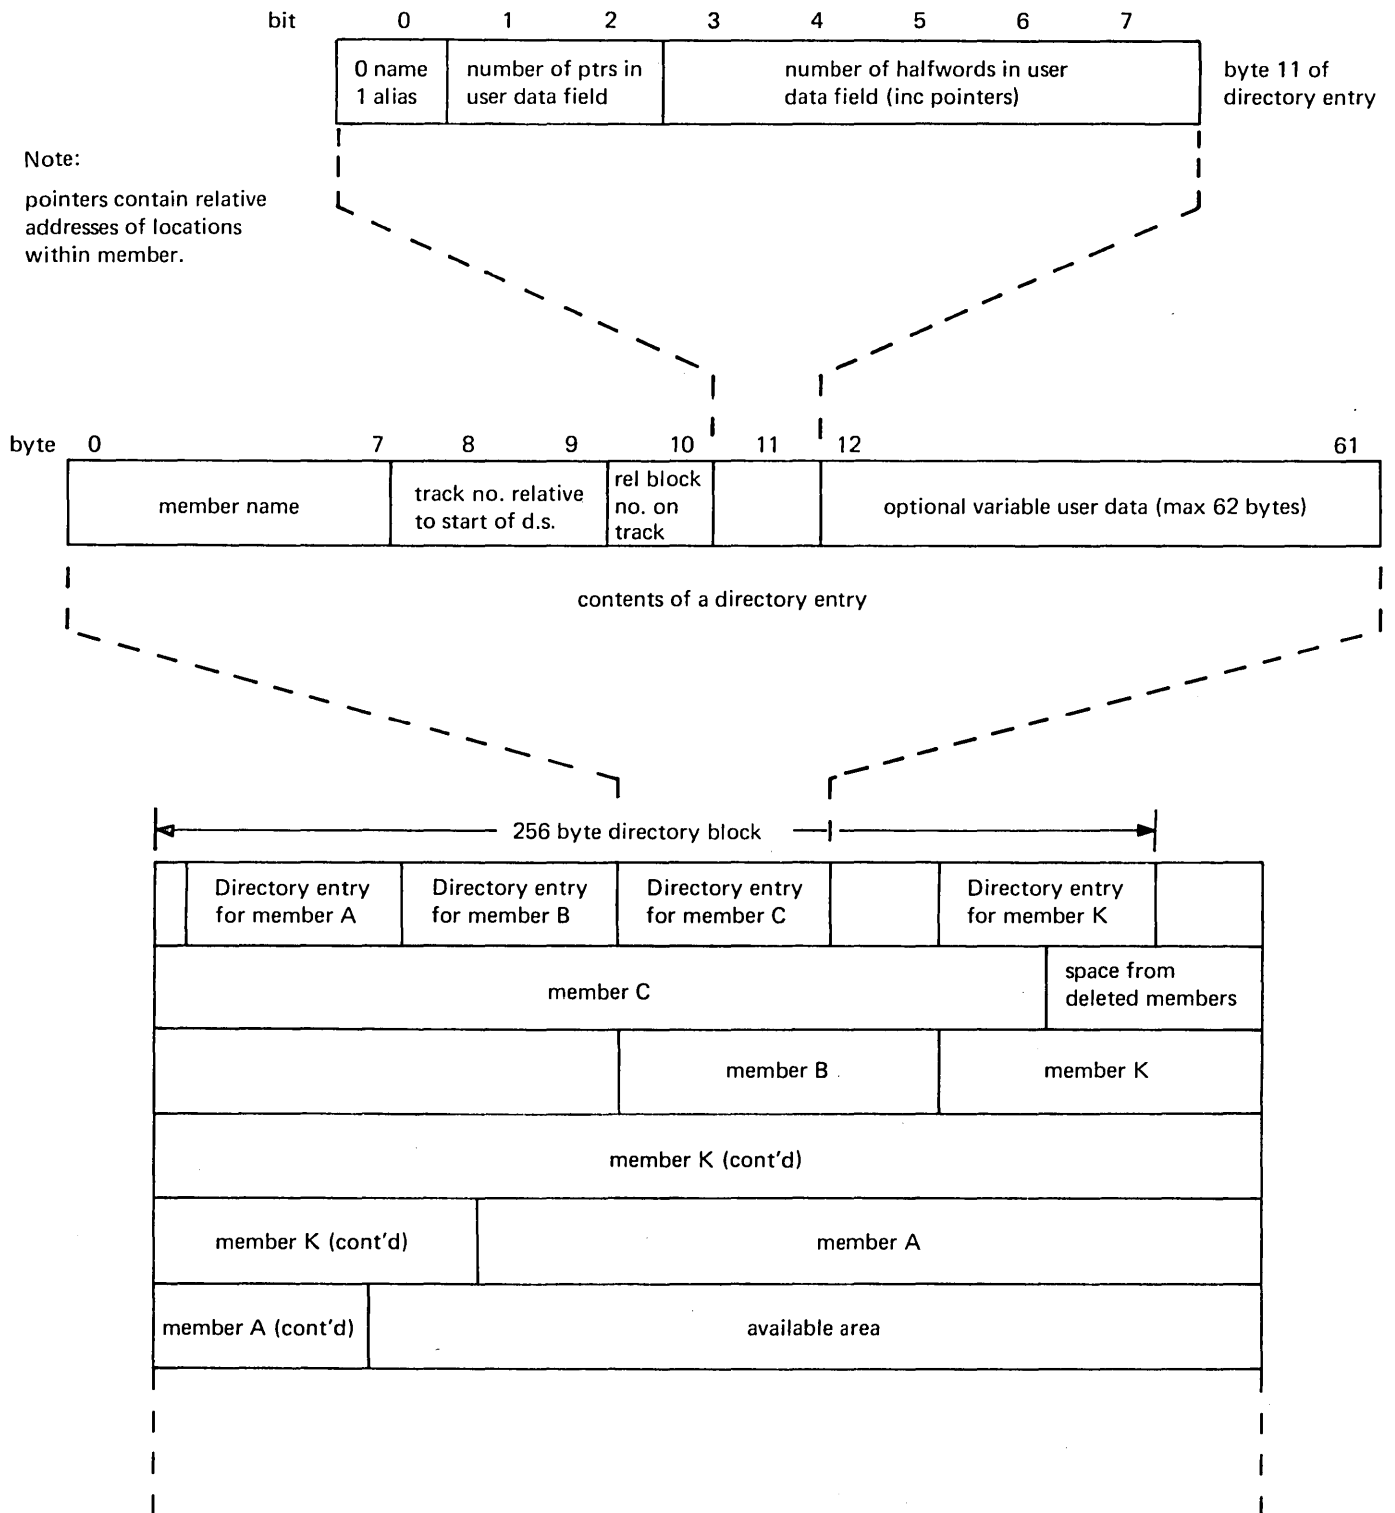 bit 0 1 2 3 4 5 6 7
0 name
1 alias
number of ptrs in
user data field
number of halfwords in user
data field (inc pointers)
byte 11 of
directory entry
Note:
pointers contain relative
addresses of locations
within member.
byte 0 7 8 9 10 11 12 61
member name
track no. relative
to start of d.s.
rel block
no. on
track
optional variable user data (max 62 bytes)
contents of a directory entry
256 byte directory block
Directory entry
for member A
Directory entry
for member B
Directory entry
for member C
Directory entry
for member K
member C
space from
deleted members
member B
member K
member K (cont'd)
member K (cont'd)
member A
member A (cont'd)
available area